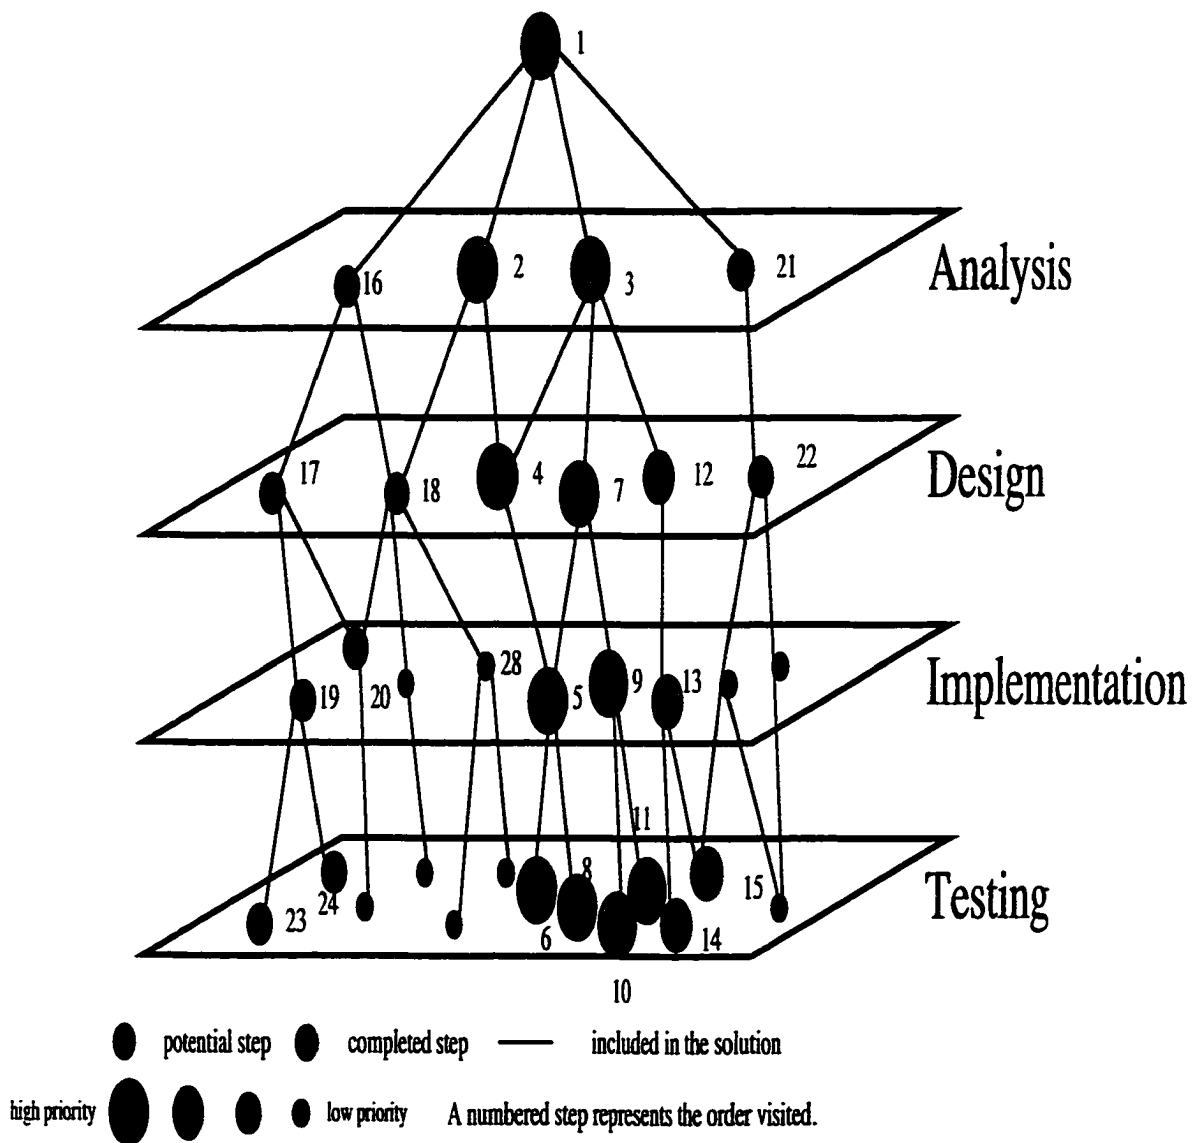 1
2
21
Analysis
16
3
22
17
4
12
Design
18
7
28
9
13
Implementation
19
20
5
11
8
15
Testing
24
23
6
14
10
potential step
completed step
included in the solution
high priority
low priority
A numbered step represents the order visited.